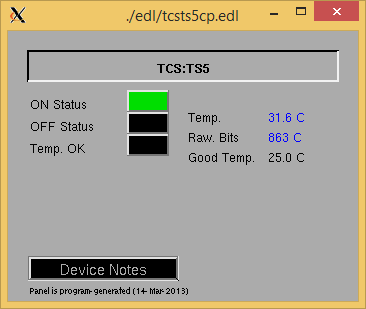 ./edl/tcsts5cp.edl
TCS:TS5
ON Status
OFF Status
Temp. OK
Temp. 31.6 C
Raw. Bits 863 C
Good Temp. 25.0 C
Device Notes
Panel is program-generated (14-Mar-2013)